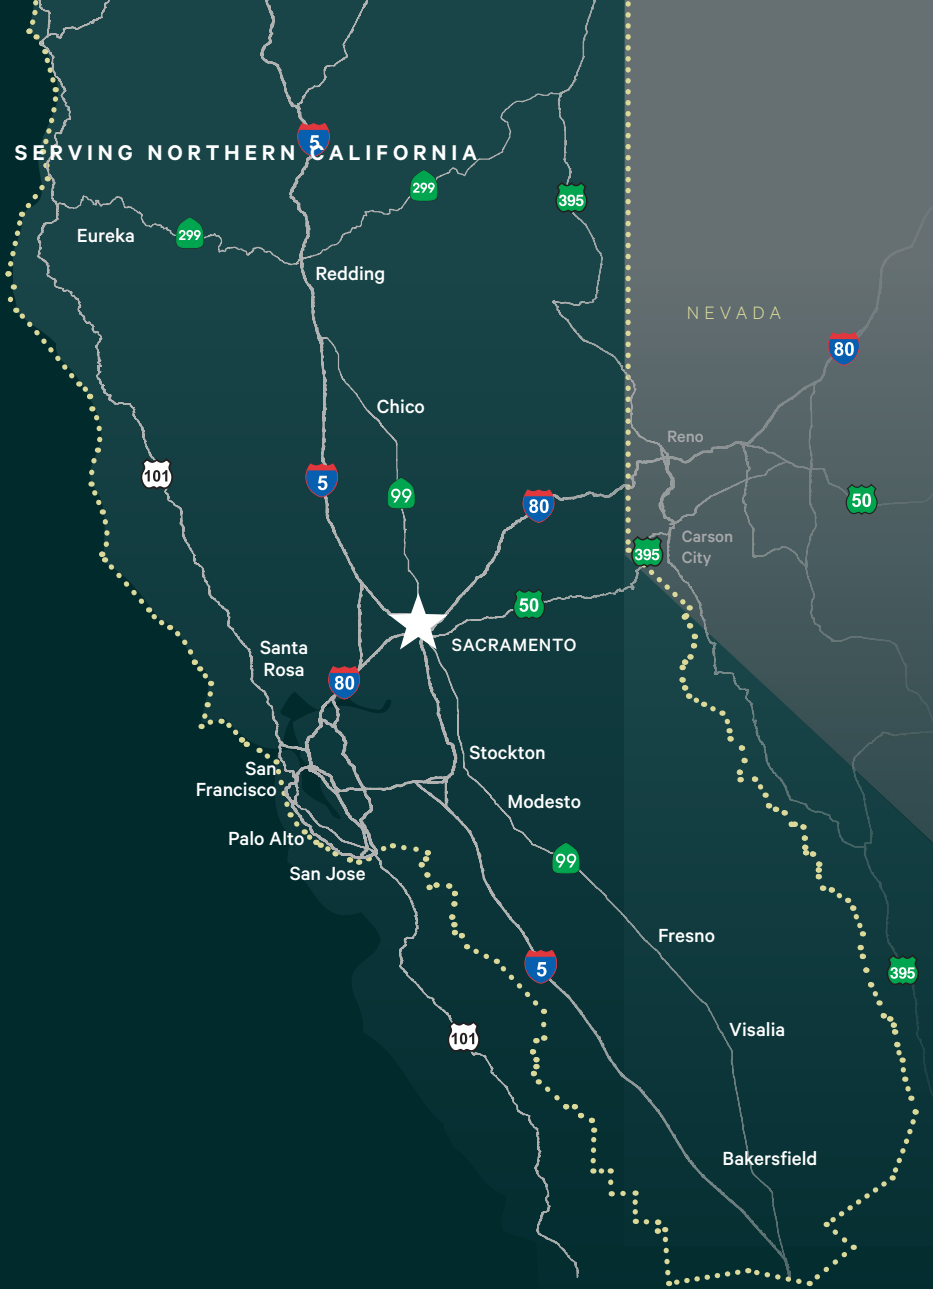 5
SERVING NORTHERN CALIFORNIA
299
395
Eureka
299
Redding
NEVADA
80
Chico
Reno
101
5
99
80
50
Carson
City
395
50
SACRAMENTO
Santa
Rosa
80
Stockton
San
Francisco
Modesto
Palo Alto
99
San Jose
Fresno
5
395
Visalia
101
Bakersfield